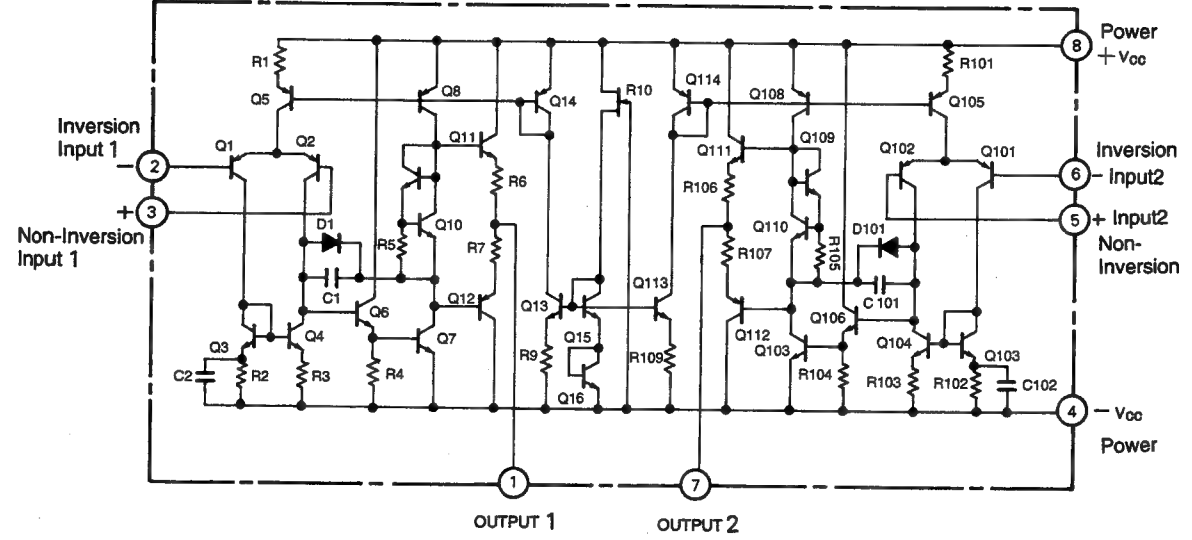 Power
8
+ Vcc
R1
Q5
Q8
Q14
R10
Q114
Q108
R101
Q105
Inversion
Input 1
−
2
Q1
Q2
Q11
R6
Q111
Q109
Q102
Q101
6
Inversion
− Input2
+
3
Non-Inversion
Input 1
R106
5
+ Input2
Non-
Inversion
D1
R5
Q10
R7
Q110
R107
R105
D101
C1
Q6
Q12
Q13
Q113
C 101
Q3
Q4
Q7
Q15
Q112
Q103
Q106
Q104
Q103
C2
R2
R3
R4
R9
Q16
R109
R104
R103
R102
C102
4
− Vcc
Power
1
7
OUTPUT 1
OUTPUT 2